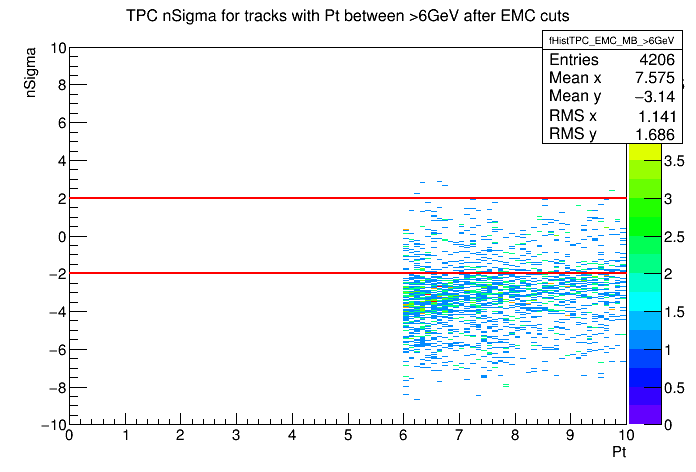 TPC nSigma for tracks with Pt between >6GeV after EMC cuts
fHistTPC_EMC_MB_>6GeV
Entries 4206
Mean x 7.575
Mean y −3.14
RMS x 1.141
RMS y 1.686
nSigma
10
8
6
4
2
0
−2
−4
−6
−8
−10
0 1 2 3 4 5 6 7 8 9 10
Pt
3.5
3
2.5
2
1.5
1
0.5
0